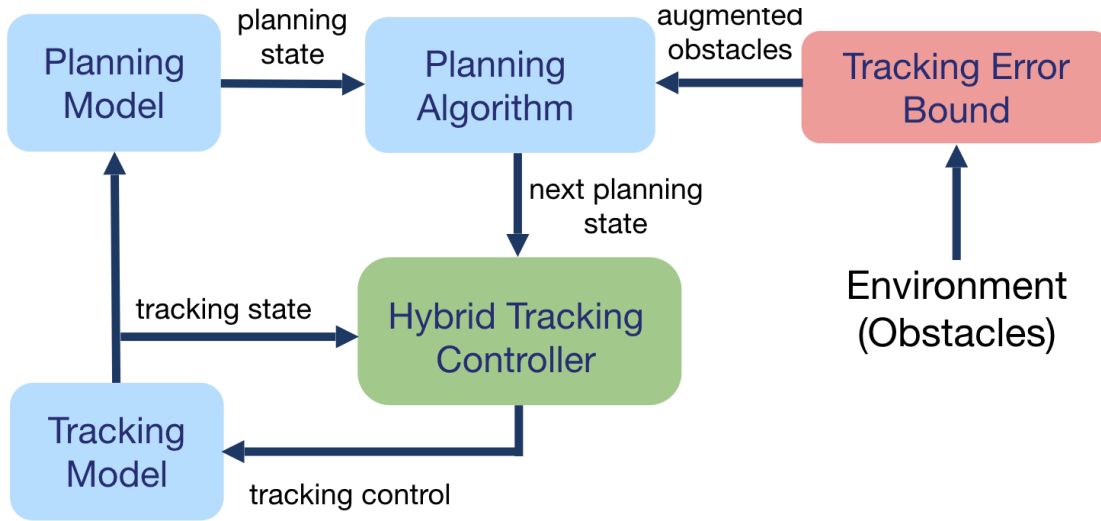 Planning
Model
planning
state
Planning
Algorithm
augmented
obstacles
Tracking Error
Bound
next planning
state
Environment
(Obstacles)
tracking state
Hybrid Tracking
Controller
Tracking
Model
tracking control